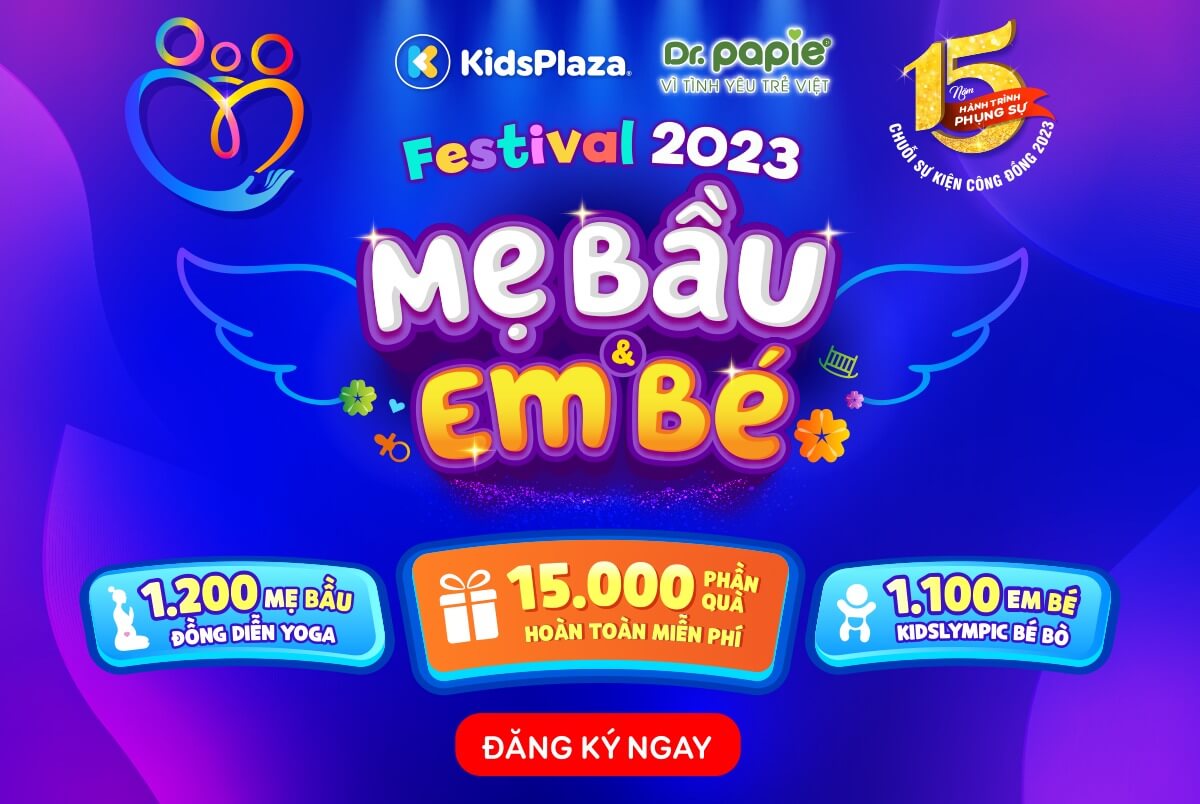 KidsPlaza®
Dr. papie®
VÌ TÌNH YÊU TRẺ VIỆT
15
Năm
HÀNH TRÌNH
PHỤNG SỰ
CHUỖI SỰ KIỆN CỘNG ĐỒNG 2023
Festival 2023
MẸ BẦU
&
EM BÉ
1.200 MẸ BẦU
ĐỒNG DIỄN YOGA
15.000 PHẦN
QUÀ
HOÀN TOÀN MIỄN PHÍ
1.100 EM BÉ
KIDSLYMPIC BÉ BÒ
ĐĂNG KÝ NGAY